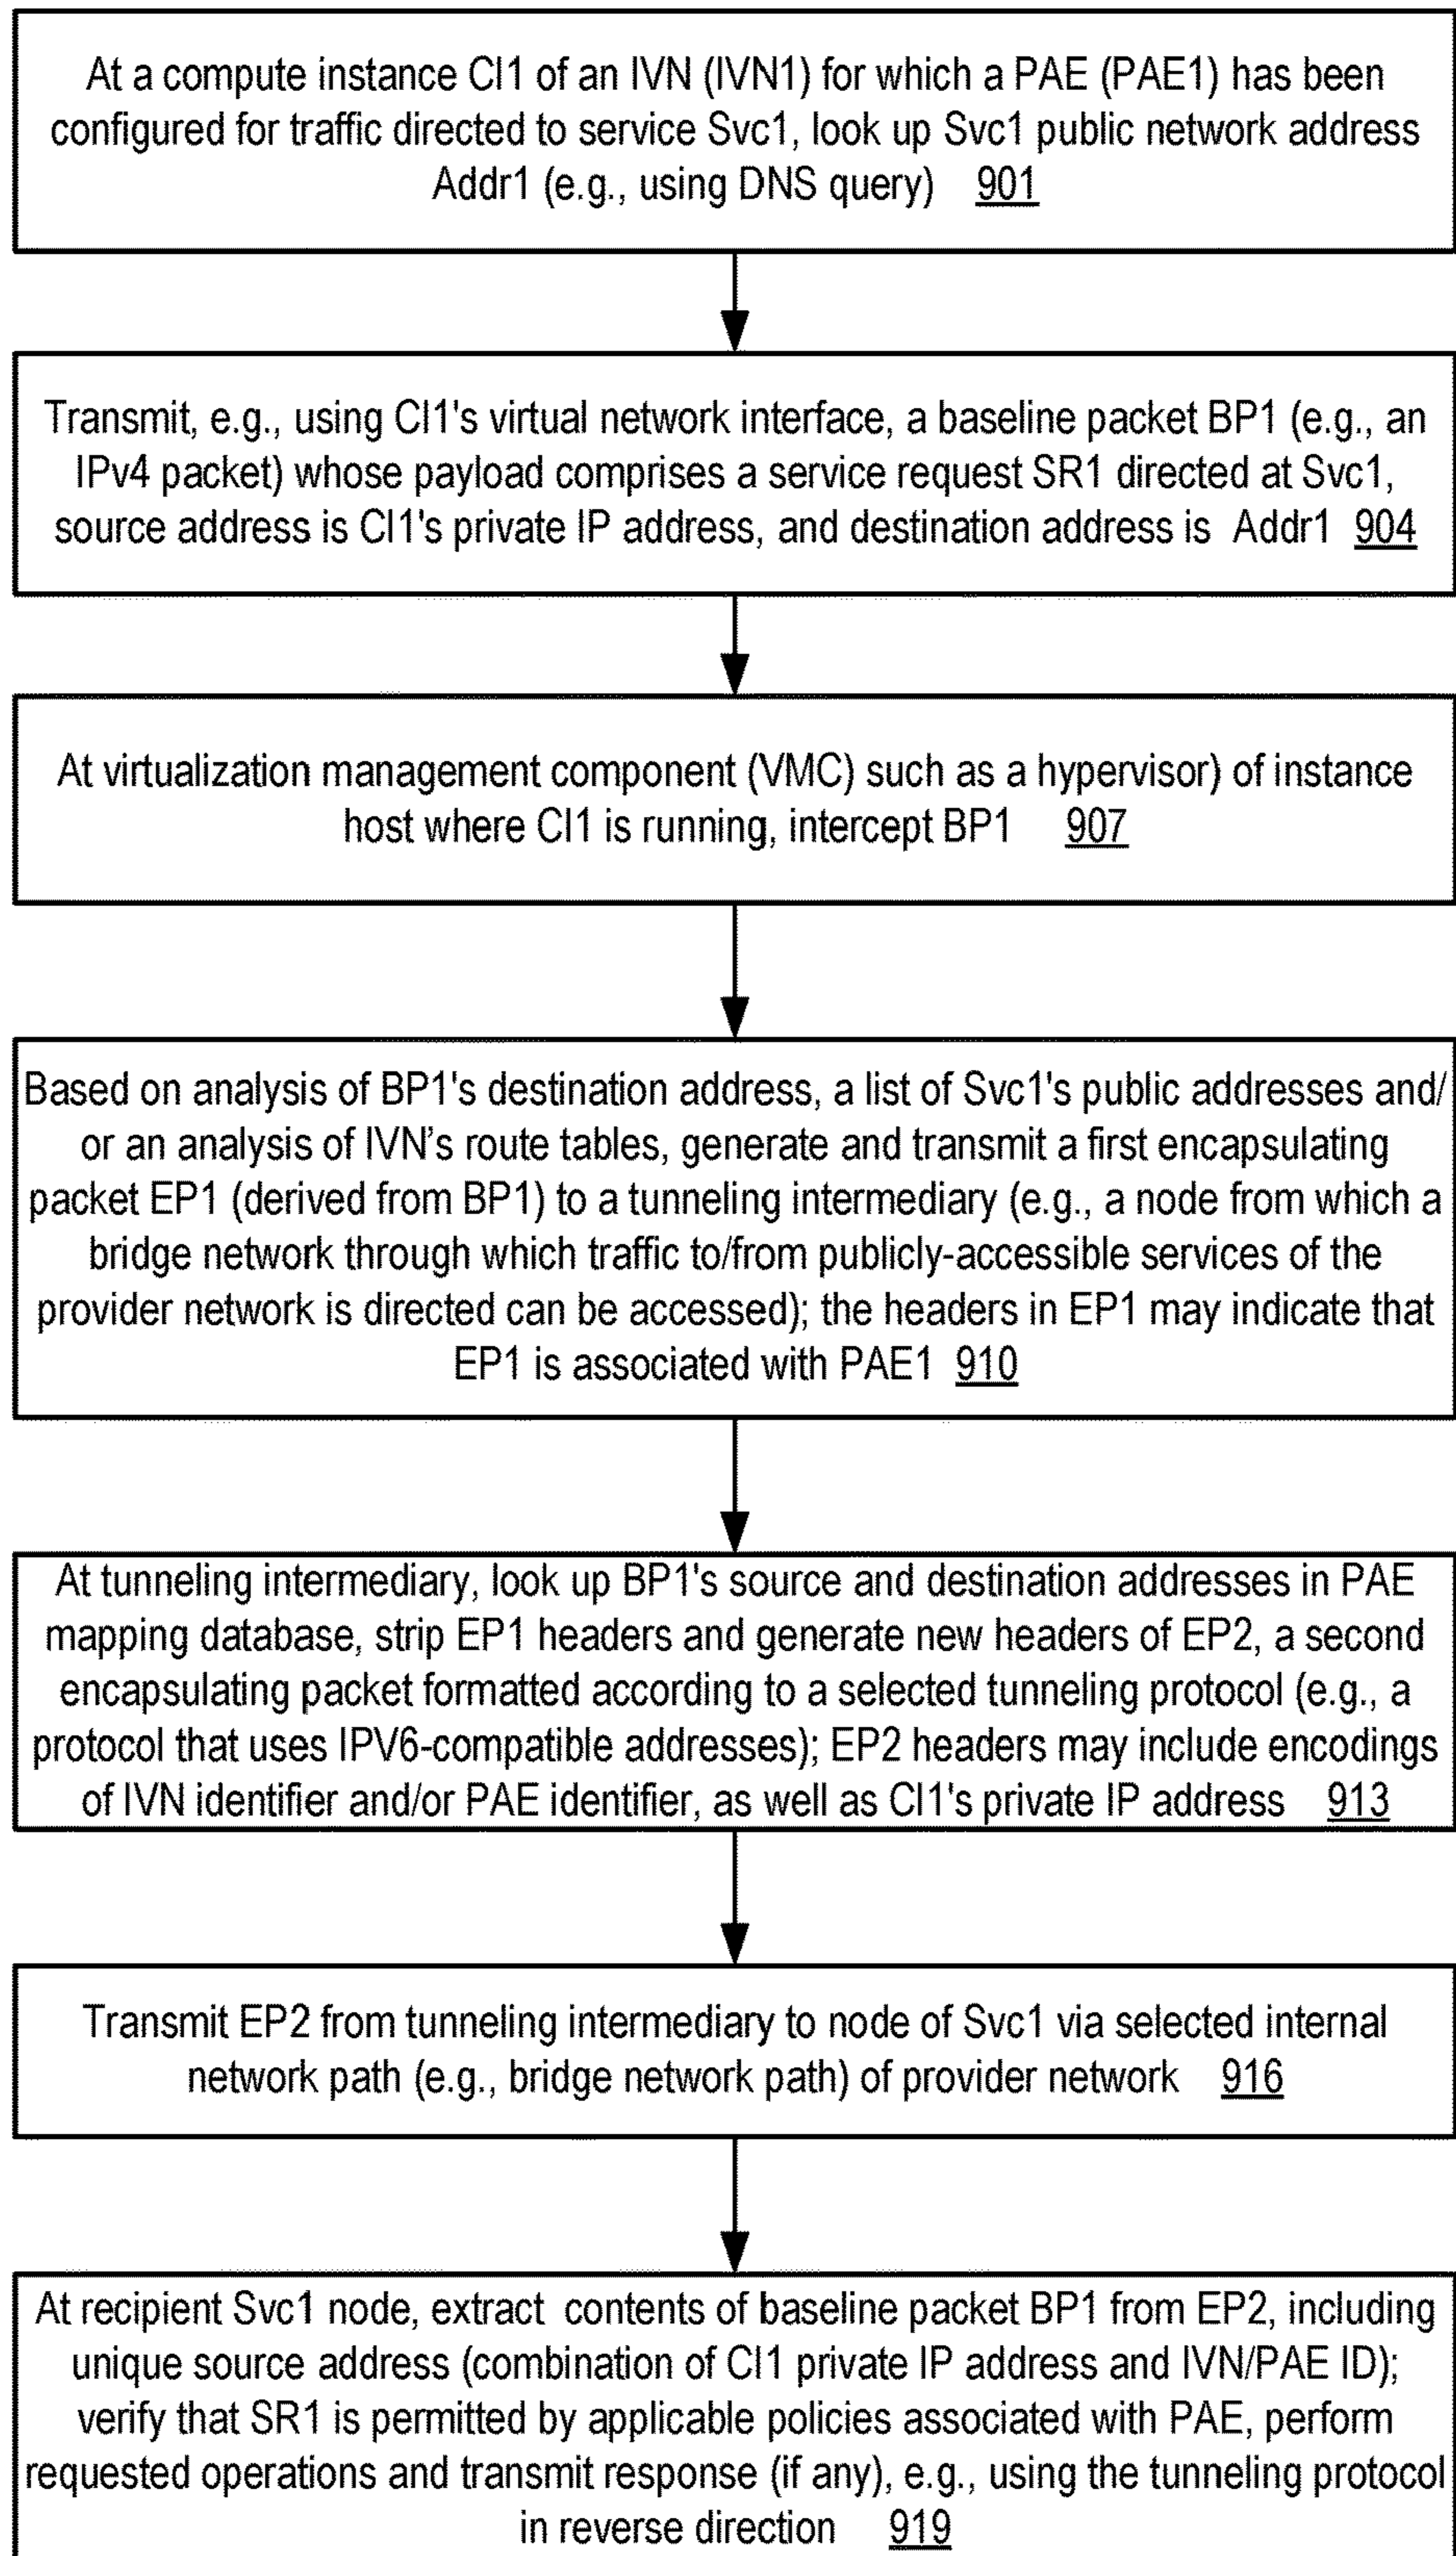 At a compute instance CI1 of an IVN (IVN1) for which a PAE (PAE1) has been
configured for traffic directed to service Svc1, look up Svc1 public network address
Addr1 (e.g., using DNS query) 901
Transmit, e.g., using CI1's virtual network interface, a baseline packet BP1 (e.g., an
IPv4 packet) whose payload comprises a service request SR1 directed at Svc1,
source address is CI1's private IP address, and destination address is Addr1 904
At virtualization management component (VMC) such as a hypervisor) of instance
host where CI1 is running, intercept BP1 907
Based on analysis of BP1's destination address, a list of Svc1's public addresses and/
or an analysis of IVN's route tables, generate and transmit a first encapsulating
packet EP1 (derived from BP1) to a tunneling intermediary (e.g., a node from which a
bridge network through which traffic to/from publicly-accessible services of the
provider network is directed can be accessed); the headers in EP1 may indicate that
EP1 is associated with PAE1 910
At tunneling intermediary, look up BP1's source and destination addresses in PAE
mapping database, strip EP1 headers and generate new headers of EP2, a second
encapsulating packet formatted according to a selected tunneling protocol (e.g., a
protocol that uses IPV6-compatible addresses); EP2 headers may include encodings
of IVN identifier and/or PAE identifier, as well as CI1's private IP address 913
Transmit EP2 from tunneling intermediary to node of Svc1 via selected internal
network path (e.g., bridge network path) of provider network 916
At recipient Svc1 node, extract contents of baseline packet BP1 from EP2, including
unique source address (combination of CI1 private IP address and IVN/PAE ID);
verify that SR1 is permitted by applicable policies associated with PAE, perform
requested operations and transmit response (if any), e.g., using the tunneling protocol
in reverse direction 919